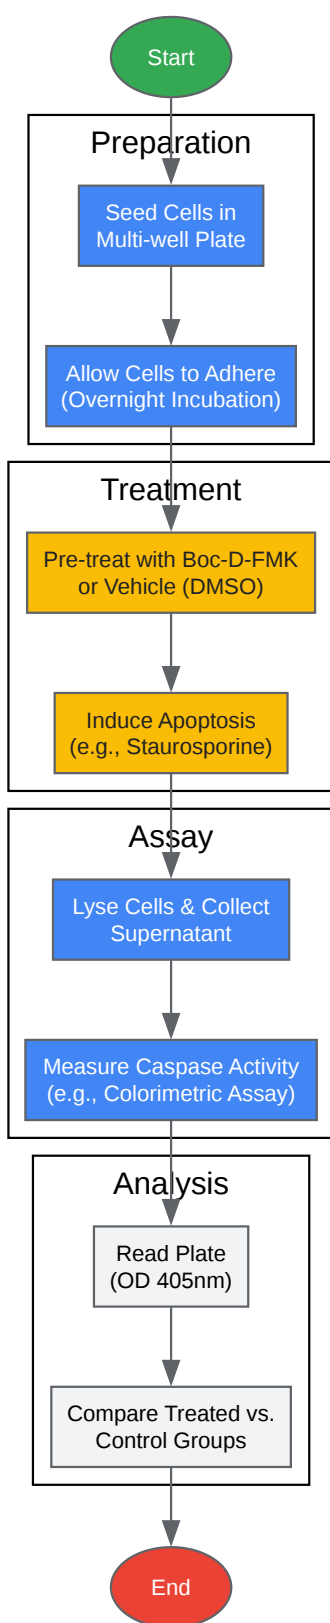 Start
Preparation
Seed Cells in
Multi-well Plate
Allow Cells to Adhere
(Overnight Incubation)
Treatment
Pre-treat with Boc-D-FMK
or Vehicle (DMSO)
Induce Apoptosis
(e.g., Staurosporine)
Assay
Lyse Cells & Collect
Supernatant
Measure Caspase Activity
(e.g., Colorimetric Assay)
Analysis
Read Plate
(OD 405nm)
Compare Treated vs.
Control Groups
End